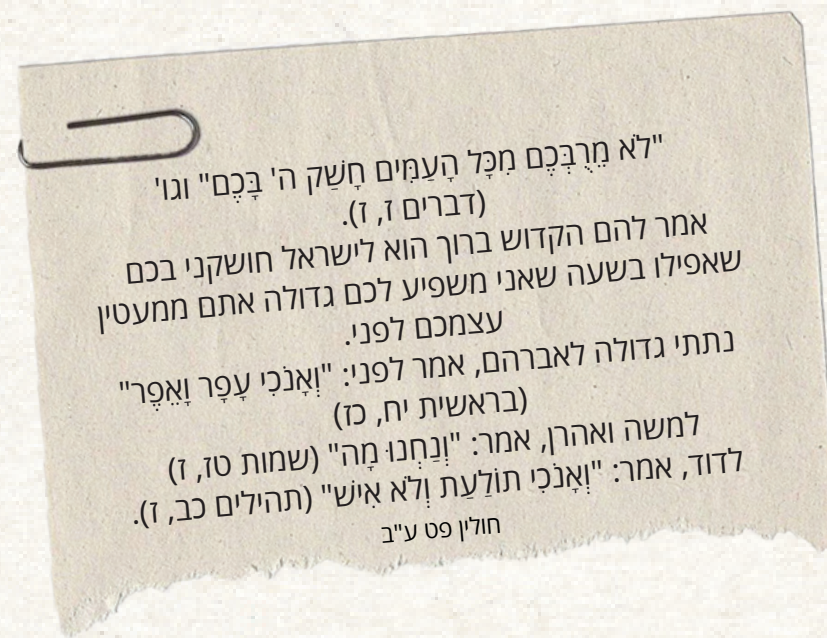 "לֹא מֵרֻבְּכֶם מִכָּל הָעַמִּים חָשַׁק ה' בָּכֶם" וגו'
(דברים ז, ז).
אמר להם הקדוש ברוך הוא לישראל חושקני בכם
שאפילו בשעה שאני משפיע לכם גדולה אתם ממעטין
עצמכם לפני.
נתתי גדולה לאברהם, אמר לפני: "וְאָנֹכִי עָפָר וָאֵפֶר"
(בראשית יח, כז)
למשה ואהרן, אמר: "וְנַחְנוּ מָה" (שמות טז, ז)
לדוד, אמר: "וְאָנֹכִי תוֹלַעַת וְלֹא אִישׁ" (תהילים כב, ז).
חולין פט ע"ב